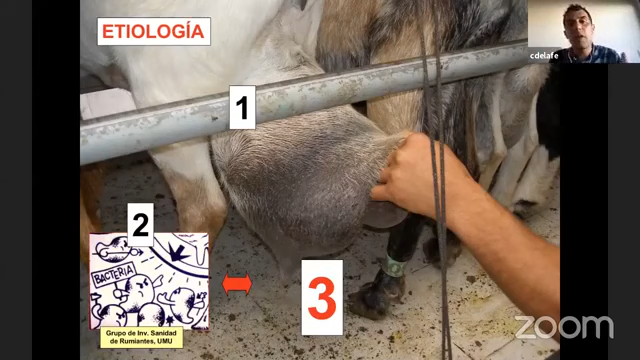 ETIOLOGÍA
cdelafe
1
2
BACTERIA
3
Grupo de Inv. Sanidad
de Rumiantes, UMU
zoom